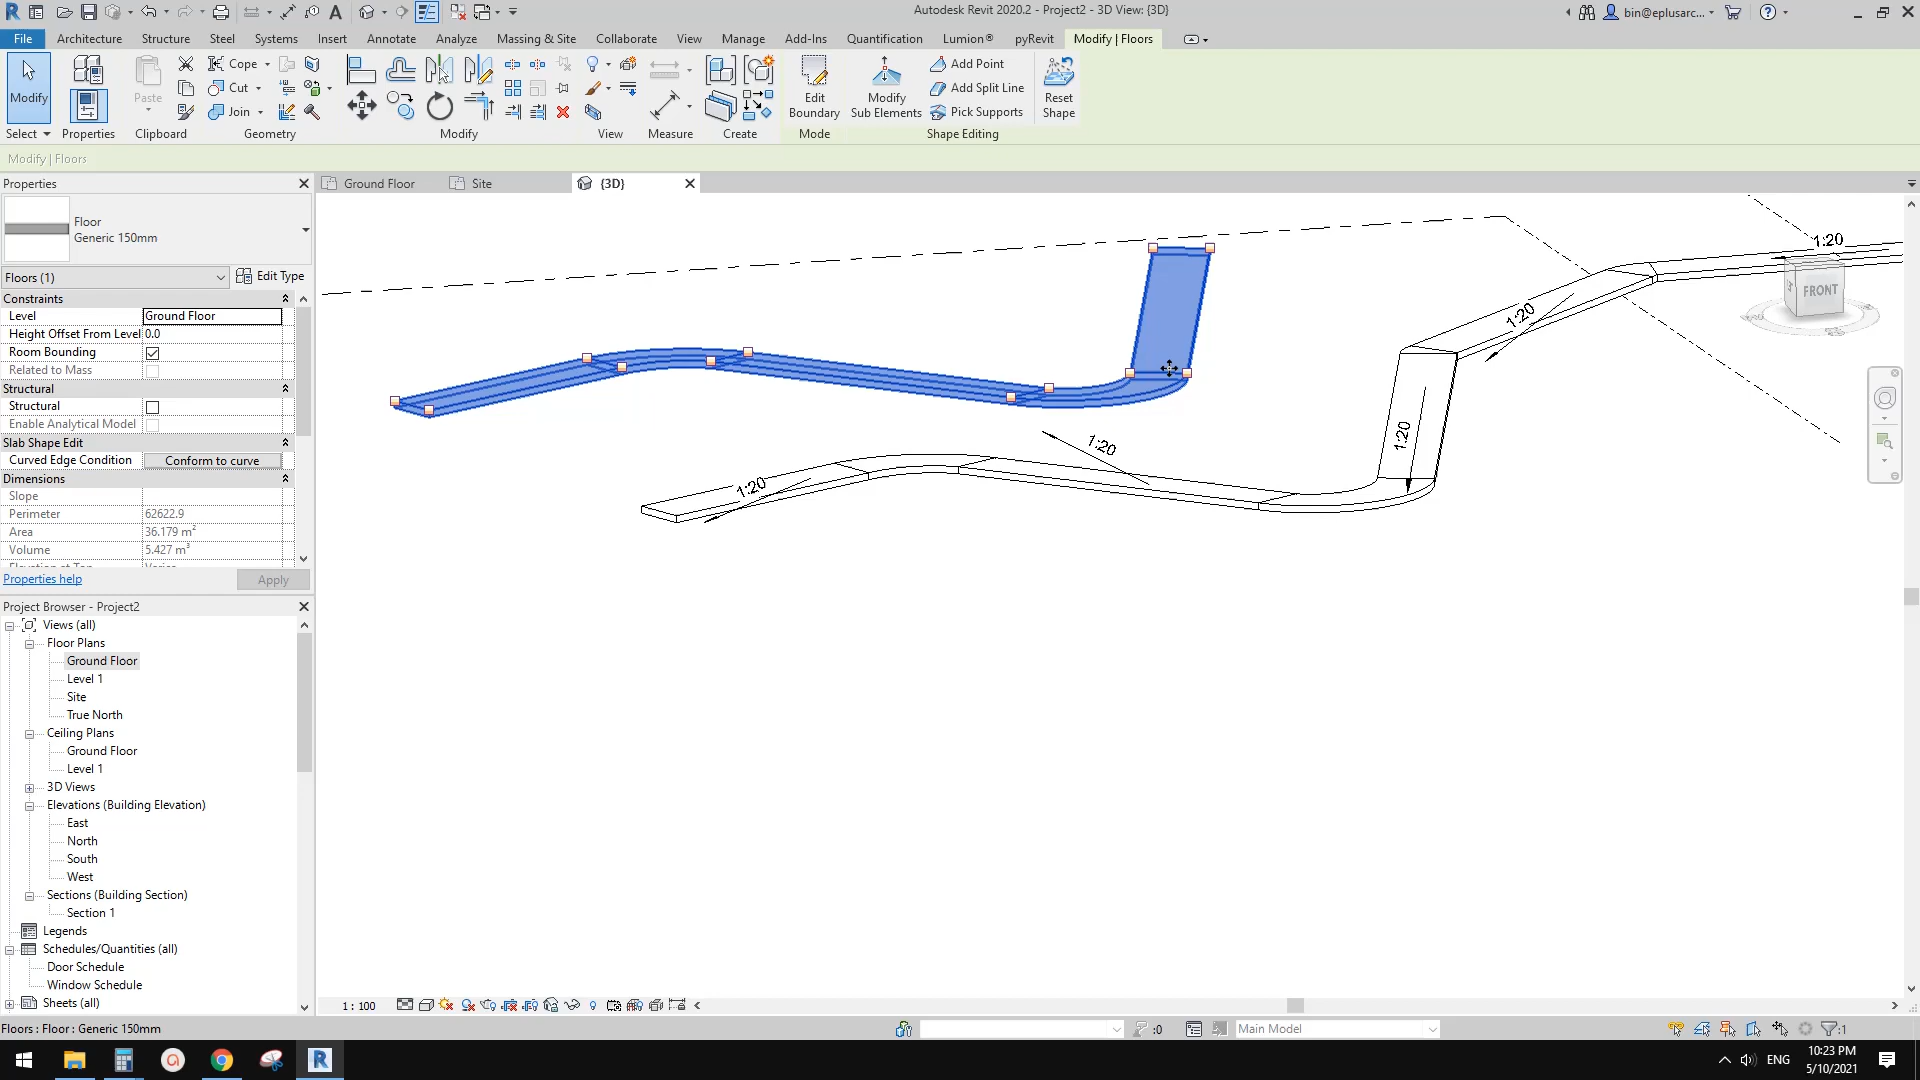 Autodesk Revit 2020.2 - Project2 - 3D View: {3D}
bin@eplusarc...
File Architecture Structure Steel Systems Insert Annotate Analyze Massing & Site Collaborate View Manage Add-Ins Quantification Lumion® pyRevit Modify | Floors
Modify
Paste
Cope
Cut
Join
Edit
Boundary
Modify
Sub Elements
Add Point
Add Split Line
Pick Supports
Reset
Shape
Select Properties Clipboard Geometry Modify View Measure Create Mode Shape Editing
Modify | Floors
Properties
Ground Floor
Site
{3D}
Floor
Generic 150mm
Floors (1)
Edit Type
Constraints
Level Ground Floor
Height Offset From Level 0.0
Room Bounding
Related to Mass
Structural
Structural
Enable Analytical Model
Slab Shape Edit
Curved Edge Condition Conform to curve
Dimensions
Slope
Perimeter 62622.9
Area 36.179 m²
Volume 5.427 m³
Properties help
Apply
1:20
1:20
1:20
1:20
1:20
FRONT
Project Browser - Project2
Views (all)
Floor Plans
Ground Floor
Level 1
Site
True North
Ceiling Plans
Ground Floor
Level 1
3D Views
Elevations (Building Elevation)
East
North
South
West
Sections (Building Section)
Section 1
Legends
Schedules/Quantities (all)
Door Schedule
Window Schedule
Sheets (all)
1 : 100
Floors : Floor : Generic 150mm
:0
Main Model
:1
ENG
10:23 PM
5/10/2021